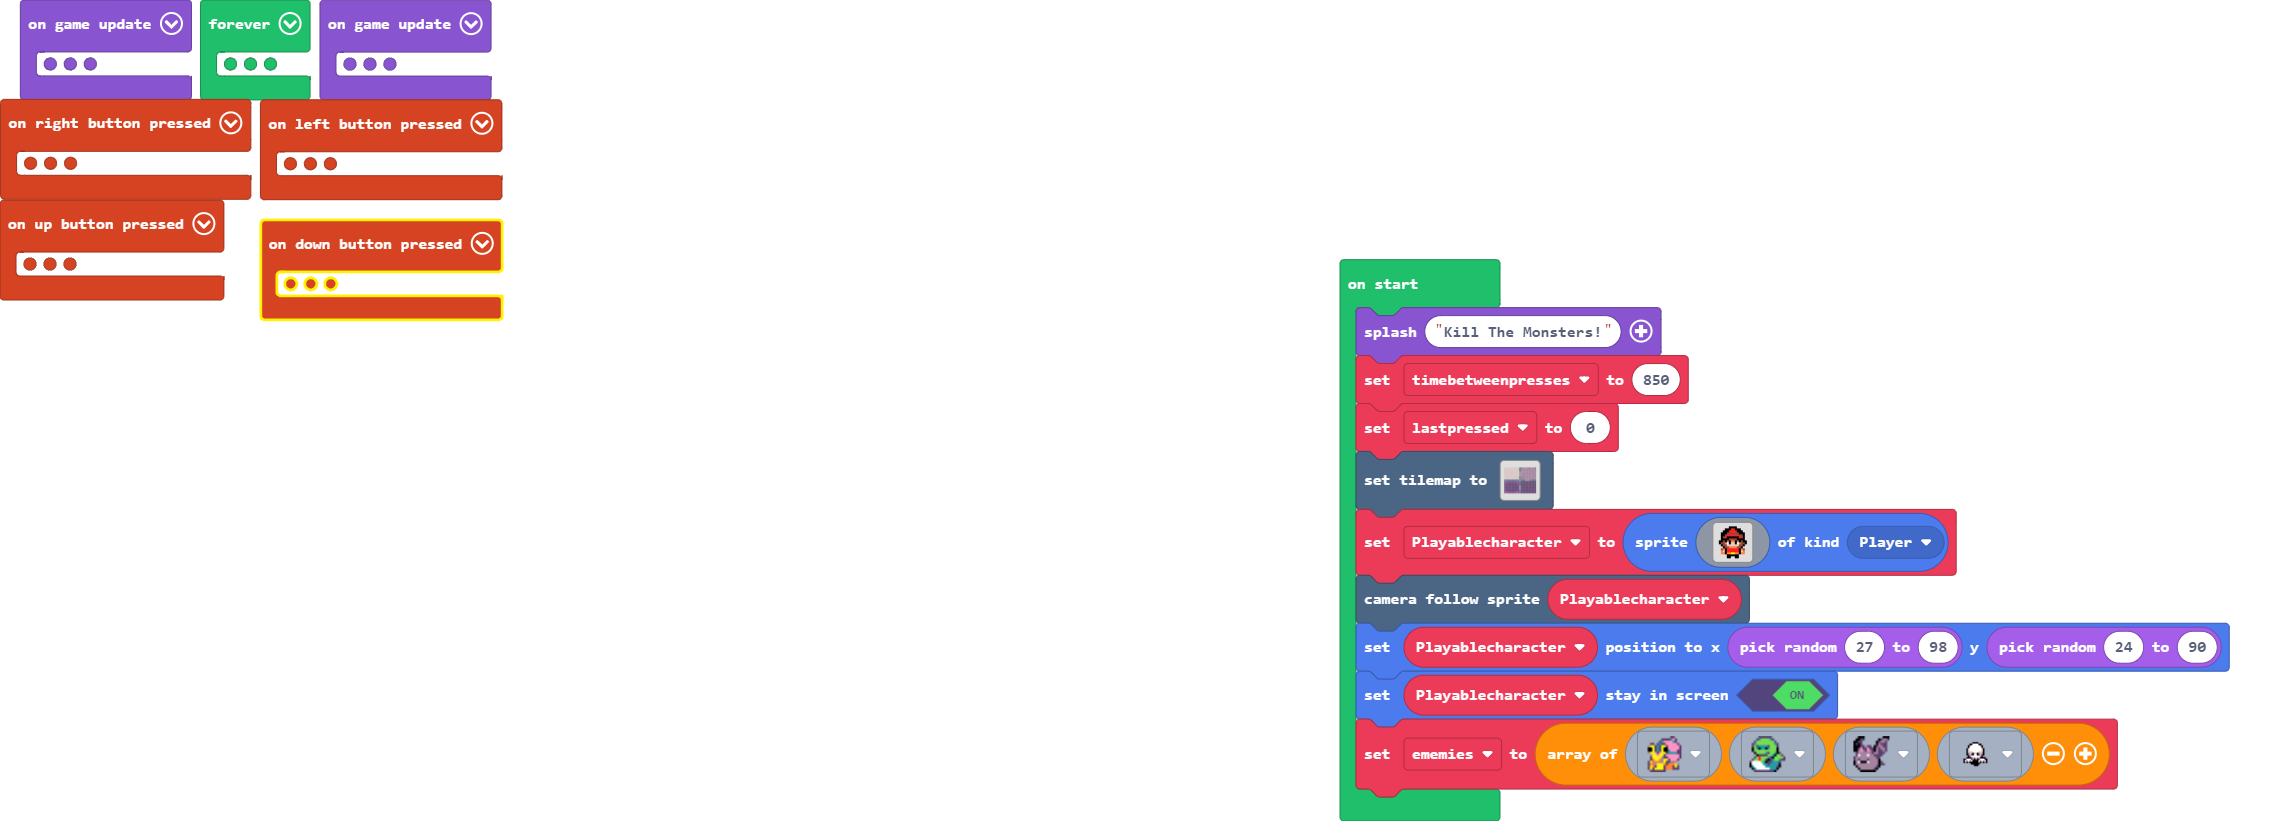 on game update
forever
on game update
on right button pressed
on left button pressed
on up button pressed
on down button pressed
on start
splash "Kill The Monsters!"
set timebetweenpresses to 850
set lastpressed to 0
set tilemap to
set Playablecharacter to sprite of kind Player
camera follow sprite Playablecharacter
set Playablecharacter position to x pick random 27 to 98 y pick random 24 to 90
set Playablecharacter stay in screen ON
set ememies to array of